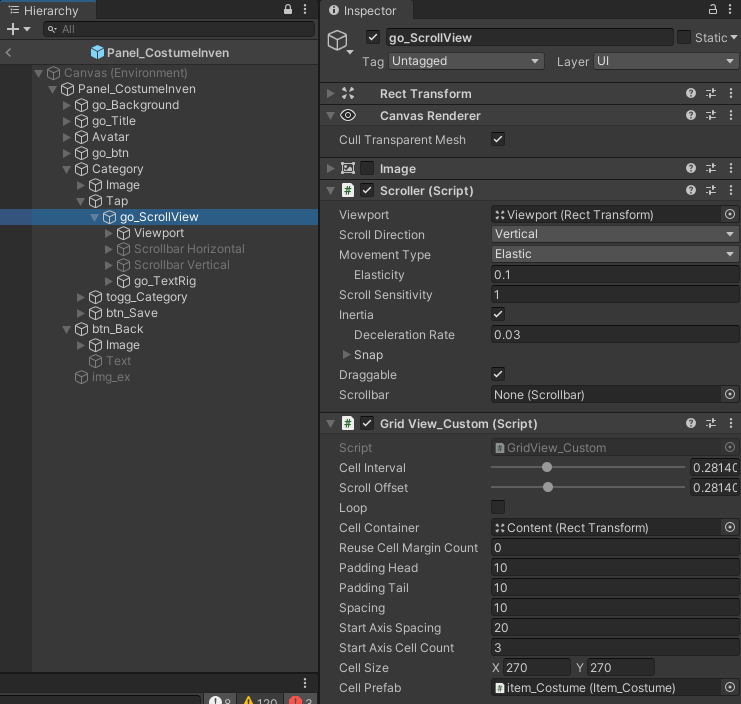 Hierarchy
All
Panel_CostumeInven
Canvas (Environment)
Panel_CostumeInven
go_Background
go_Title
Avatar
go_btn
Category
Image
Tap
go_ScrollView
Viewport
Scrollbar Horizontal
Scrollbar Vertical
go_TextRig
togg_Category
btn_Save
btn_Back
Image
Text
img_ex
8 120 3
Inspector
go_ScrollView Static
Tag Untagged Layer UI
Rect Transform
Canvas Renderer
Cull Transparent Mesh
Image
# Scroller (Script)
Viewport Viewport (Rect Transform)
Scroll Direction Vertical
Movement Type Elastic
Elasticity 0.1
Scroll Sensitivity 1
Inertia
Deceleration Rate 0.03
Snap
Draggable
Scrollbar None (Scrollbar)
# Grid View_Custom (Script)
Script # GridView_Custom
Cell Interval 0.2814
Scroll Offset 0.2814
Loop
Cell Container Content (Rect Transform)
Reuse Cell Margin Count 0
Padding Head 10
Padding Tail 10
Spacing 10
Start Axis Spacing 20
Start Axis Cell Count 3
Cell Size X 270 Y 270
Cell Prefab # item_Costume (Item_Costume)